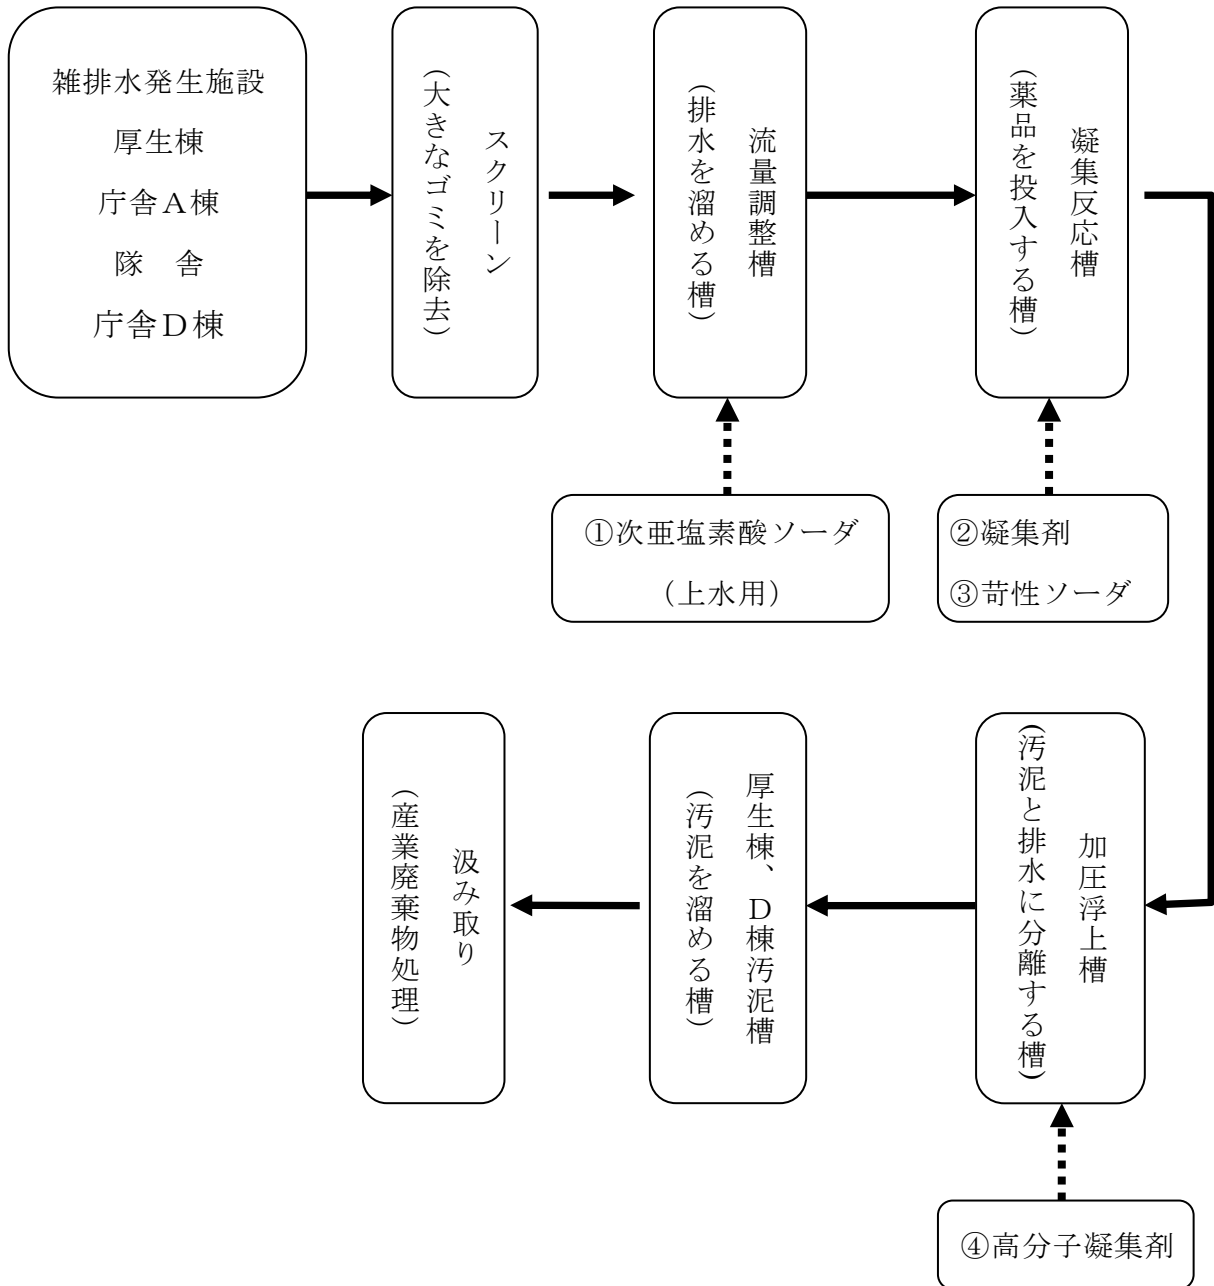 雑排水発生施設
厚生棟
庁舎Ａ棟
隊　舎
庁舎Ｄ棟
スクリーン
（大きなゴミを除去）
流量調整槽
（排水を溜める槽）
凝集反応槽
（薬品を投入する槽）
①次亜塩素酸ソーダ
（上水用）
②凝集剤
③苛性ソーダ
加圧浮上槽
（汚泥と排水に分離する槽）
厚生棟、Ｄ棟汚泥槽
（汚泥を溜める槽）
汲み取り
（産業廃棄物処理）
④高分子凝集剤